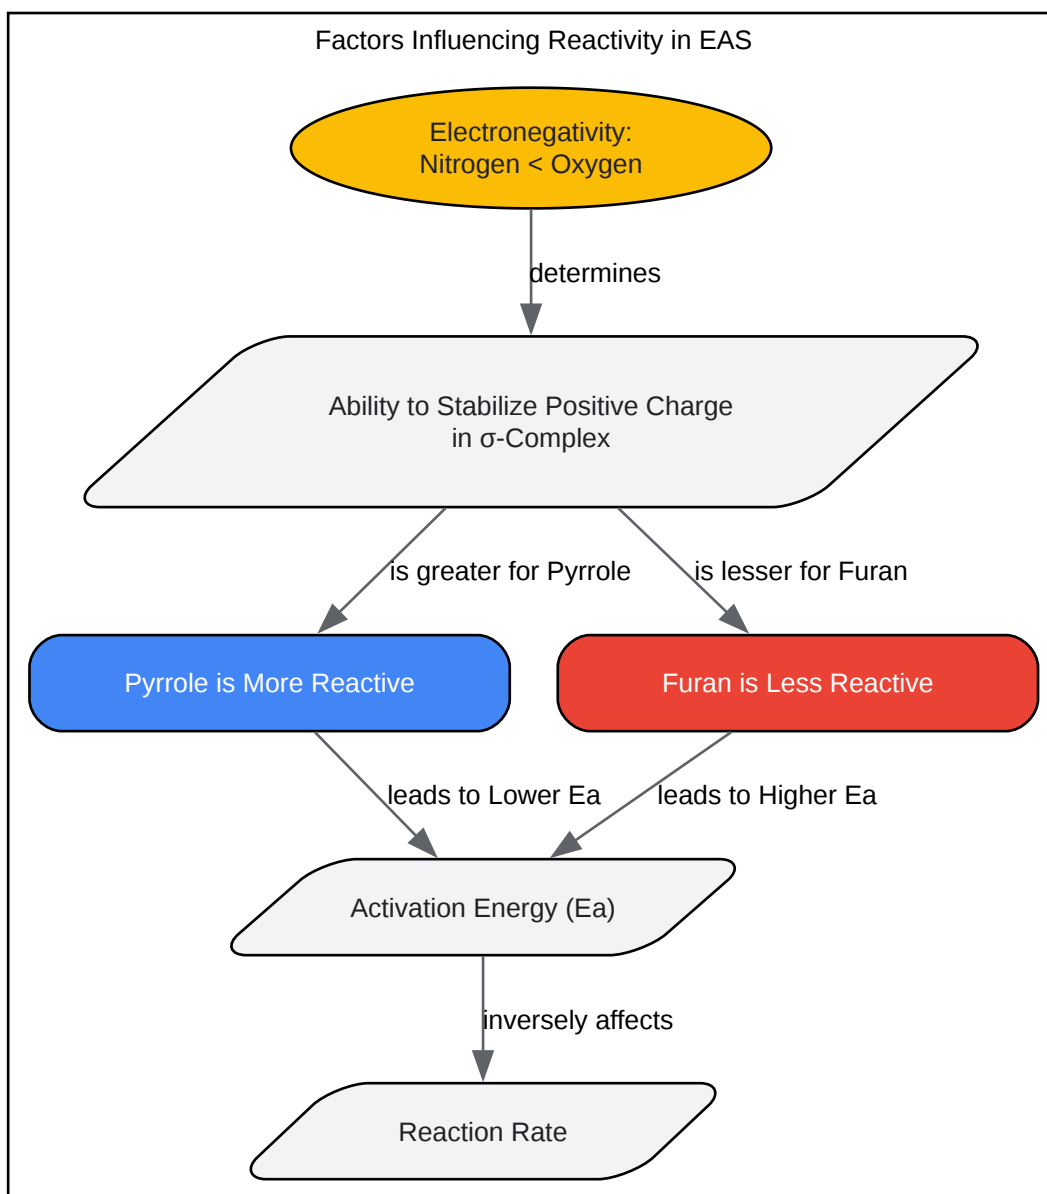 Factors Influencing Reactivity in EAS
Electronegativity:
Nitrogen < Oxygen
determines
Ability to Stabilize Positive Charge
in σ-Complex
is greater for Pyrrole
is lesser for Furan
Pyrrole is More Reactive
Furan is Less Reactive
leads to Lower Ea
leads to Higher Ea
Activation Energy (Ea)
inversely affects
Reaction Rate